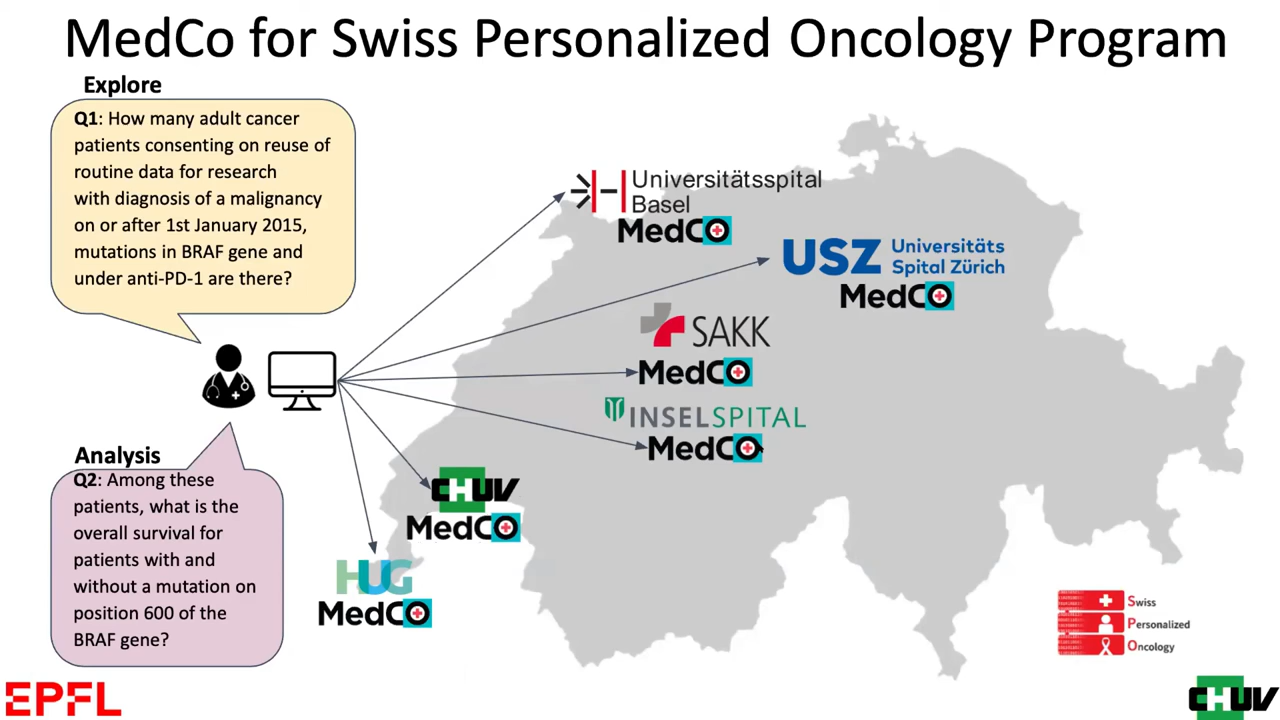 MedCo for Swiss Personalized Oncology Program
Explore
Q1: How many adult cancer
patients consenting on reuse of
routine data for research
with diagnosis of a malignancy
on or after 1st January 2015,
mutations in BRAF gene and
under anti-PD-1 are there?
Universitätsspital
Basel
MedCo
USZ Universitäts
Spital Zürich
MedCo
SAKK
MedCo
INSELSPITAL
MedCo
CHUV
MedCo
HUG
MedCo
Analysis
Q2: Among these
patients, what is the
overall survival for
patients with and
without a mutation on
position 600 of the
BRAF gene?
Swiss
Personalized
Oncology
EPFL
CHUV